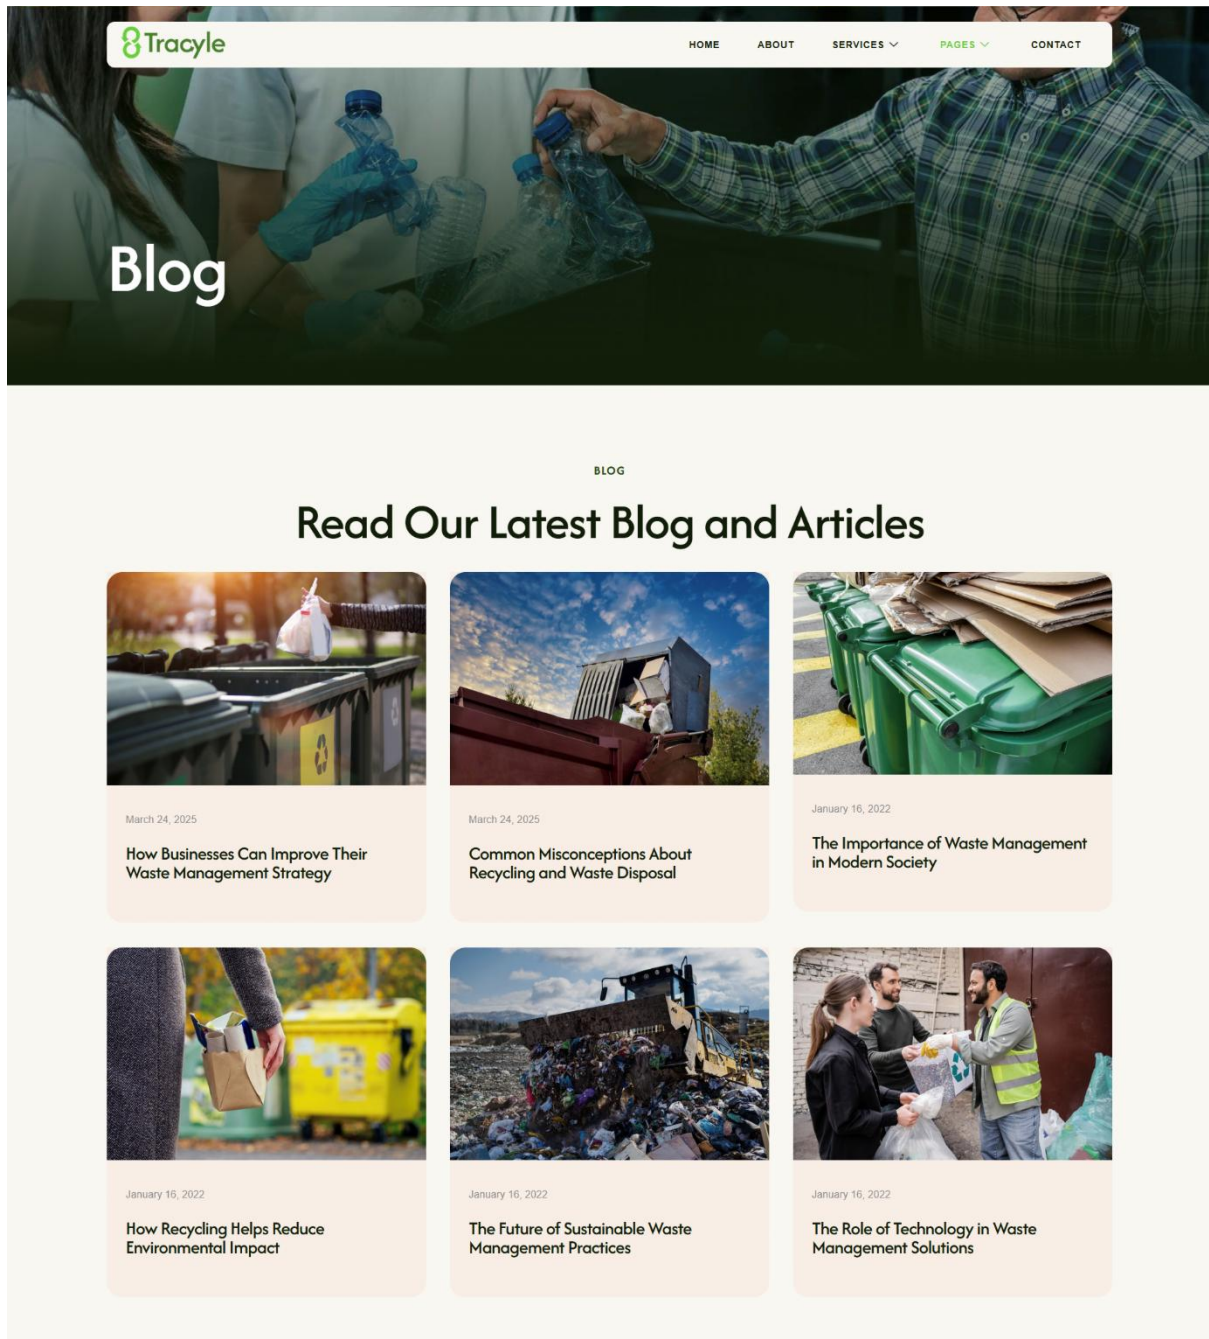 Tracyle
HOME ABOUT SERVICES PAGES CONTACT
Blog
BLOG
Read Our Latest Blog and Articles
March 24, 2025
How Businesses Can Improve Their
Waste Management Strategy
March 24, 2025
Common Misconceptions About
Recycling and Waste Disposal
January 16, 2022
The Importance of Waste Management
in Modern Society
January 16, 2022
How Recycling Helps Reduce
Environmental Impact
January 16, 2022
The Future of Sustainable Waste
Management Practices
January 16, 2022
The Role of Technology in Waste
Management Solutions